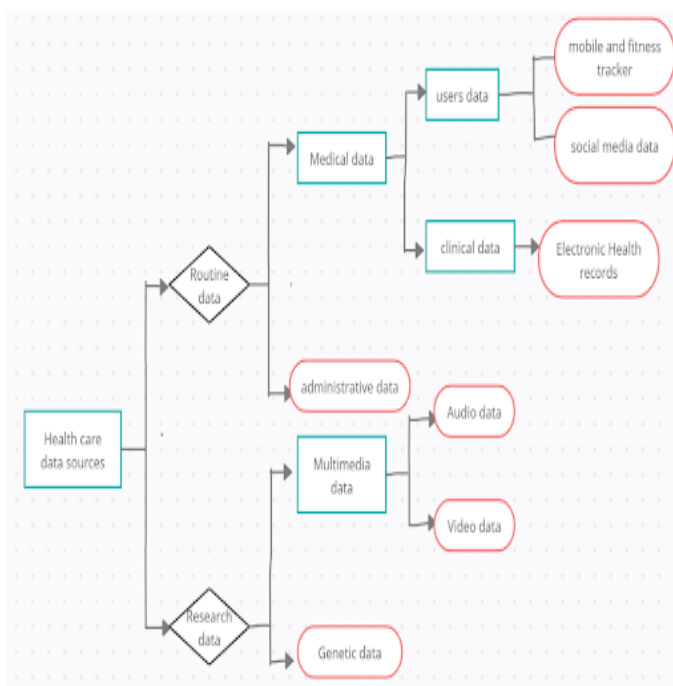 mobile and fitness
tracker
users data
social media data
Medical data
clinical data
Electronic Health
records
Routine
data
administrative data
Health care
data sources
Audio data
Multimedia
data
Video data
Research
data
Genetic data